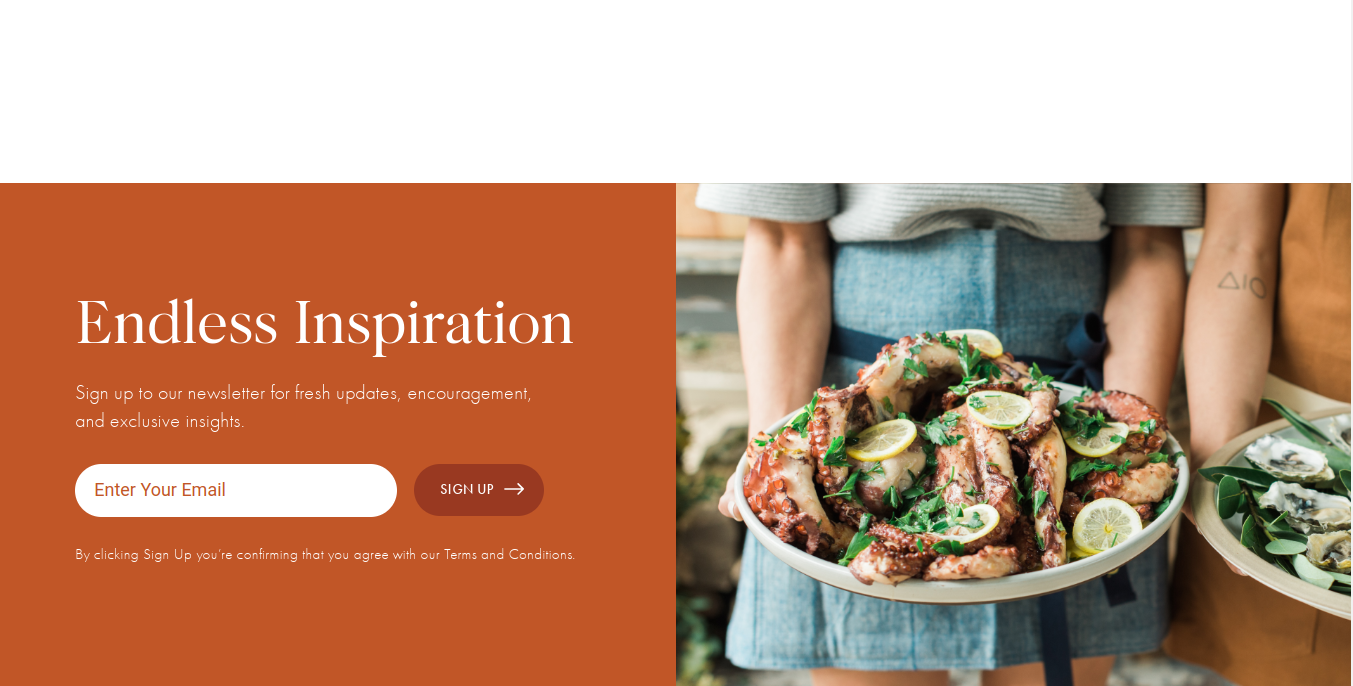 Endless Inspiration
Sign up to our newsletter for fresh updates, encouragement,
and exclusive insights.
Enter Your Email
SIGN UP
By clicking Sign Up you're confirming that you agree with our Terms and Conditions.